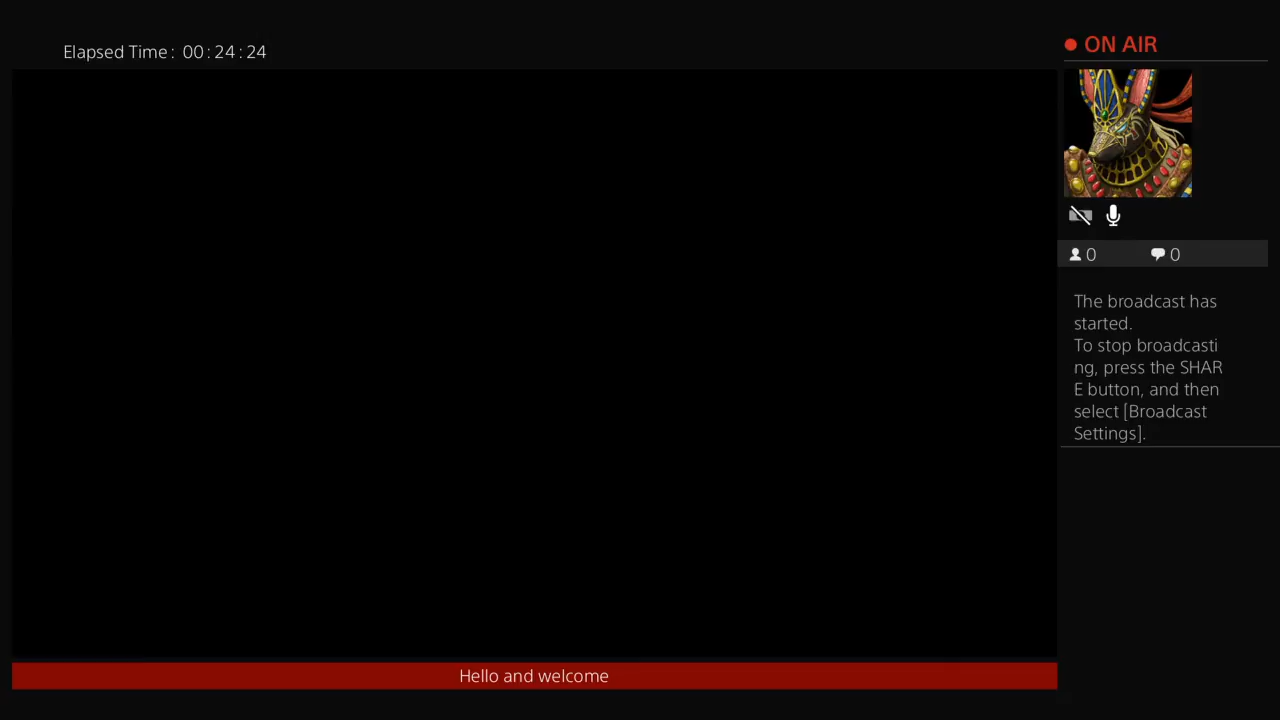 Elapsed Time: 00:24:24
ON AIR
0 0
The broadcast has
started.
To stop broadcasti
ng, press the SHAR
E button, and then
select [Broadcast
Settings].
Hello and welcome